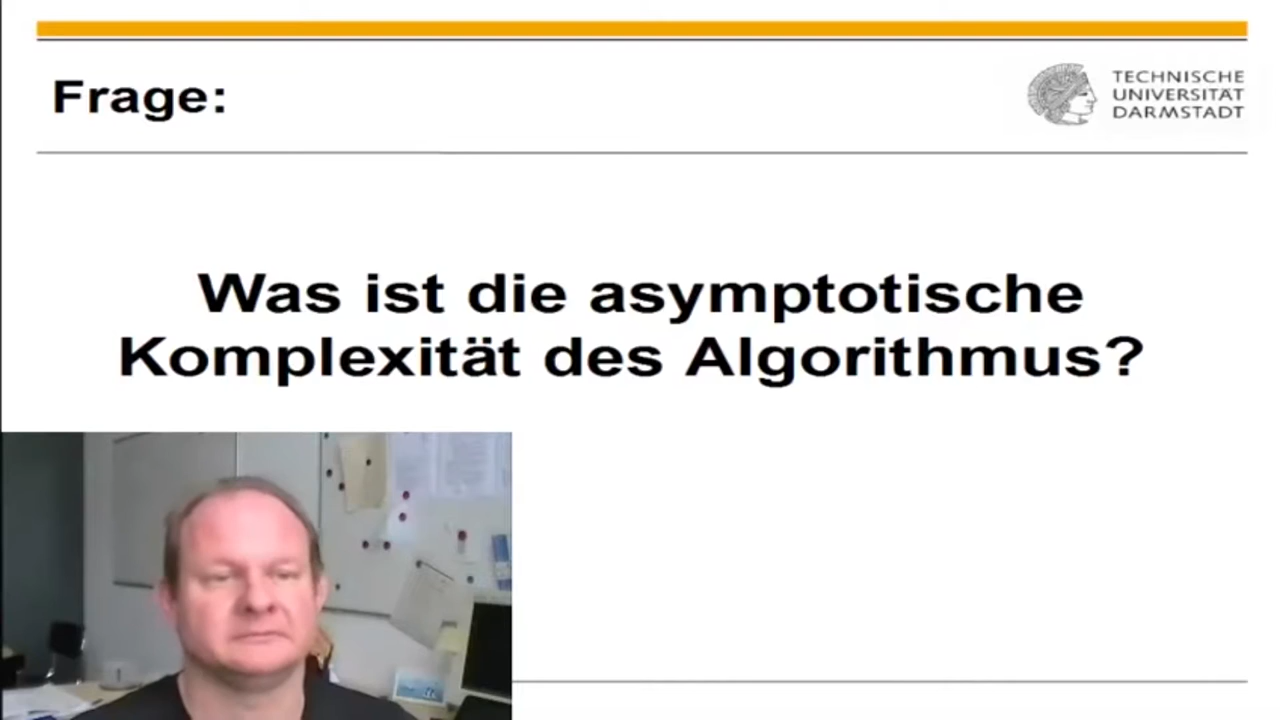 Frage:
TECHNISCHE
UNIVERSITÄT
DARMSTADT
Was ist die asymptotische
Komplexität des Algorithmus?